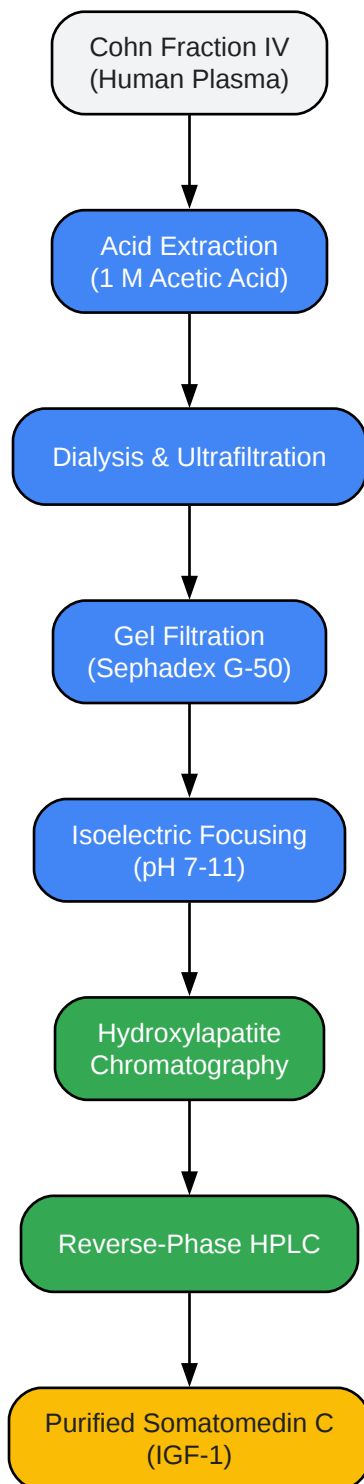 Cohn Fraction IV
(Human Plasma)
Acid Extraction
(1 M Acetic Acid)
Dialysis & Ultrafiltration
Gel Filtration
(Sephadex G-50)
Isoelectric Focusing
(pH 7-11)
Hydroxylapatite
Chromatography
Reverse-Phase HPLC
Purified Somatomedin C
(IGF-1)